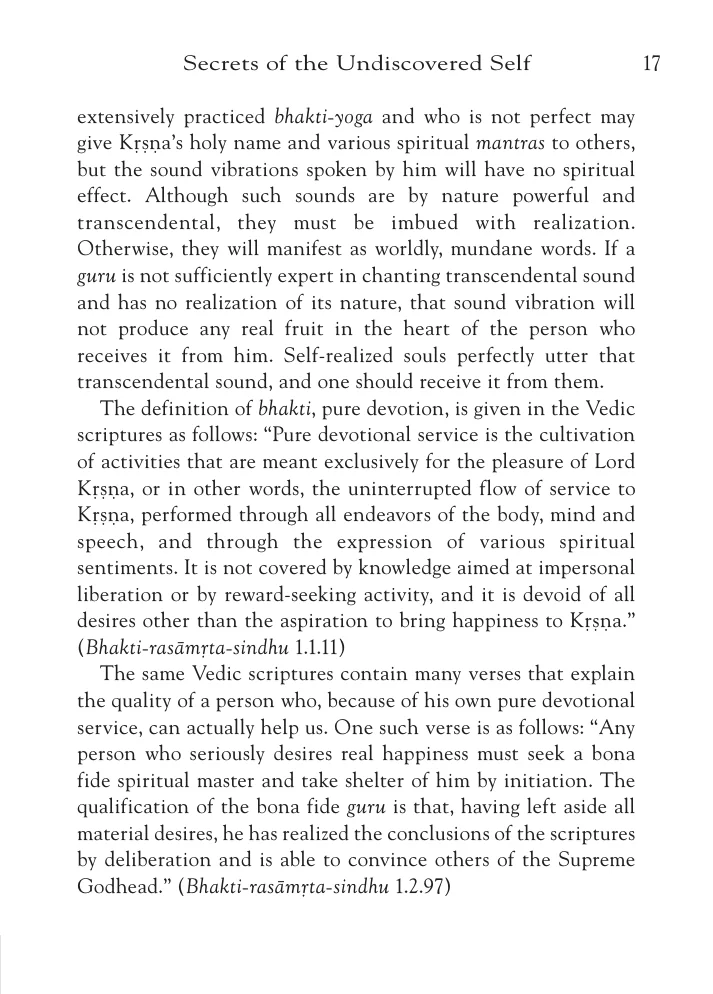 Secrets of the Undiscovered Self 17
extensively practiced bhakti-yoga and who is not perfect may
give Kṛṣṇa’s holy name and various spiritual mantras to others,
but the sound vibrations spoken by him will have no spiritual
effect. Although such sounds are by nature powerful and
transcendental, they must be imbued with realization.
Otherwise, they will manifest as worldly, mundane words. If a
guru is not sufficiently expert in chanting transcendental sound
and has no realization of its nature, that sound vibration will
not produce any real fruit in the heart of the person who
receives it from him. Self-realized souls perfectly utter that
transcendental sound, and one should receive it from them.
The definition of bhakti, pure devotion, is given in the Vedic
scriptures as follows: “Pure devotional service is the cultivation
of activities that are meant exclusively for the pleasure of Lord
Kṛṣṇa, or in other words, the uninterrupted flow of service to
Kṛṣṇa, performed through all endeavors of the body, mind and
speech, and through the expression of various spiritual
sentiments. It is not covered by knowledge aimed at impersonal
liberation or by reward-seeking activity, and it is devoid of all
desires other than the aspiration to bring happiness to Kṛṣṇa.”
(Bhakti-rasāmṛta-sindhu 1.1.11)
The same Vedic scriptures contain many verses that explain
the quality of a person who, because of his own pure devotional
service, can actually help us. One such verse is as follows: “Any
person who seriously desires real happiness must seek a bona
fide spiritual master and take shelter of him by initiation. The
qualification of the bona fide guru is that, having left aside all
material desires, he has realized the conclusions of the scriptures
by deliberation and is able to convince others of the Supreme
Godhead.” (Bhakti-rasāmṛta-sindhu 1.2.97)